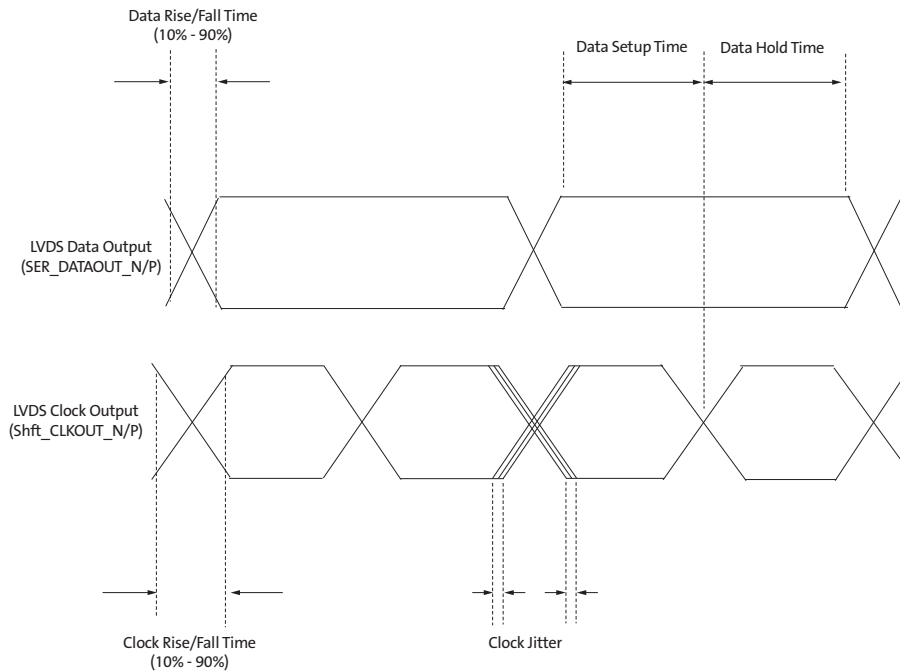 Data Rise/Fall Time
(10% - 90%)
Data Setup Time
Data Hold Time
LVDS Data Output
(SER_DATAOUT_N/P)
LVDS Clock Output
(Shft_CLKOUT_N/P)
Clock Rise/Fall Time
(10% - 90%)
Clock Jitter